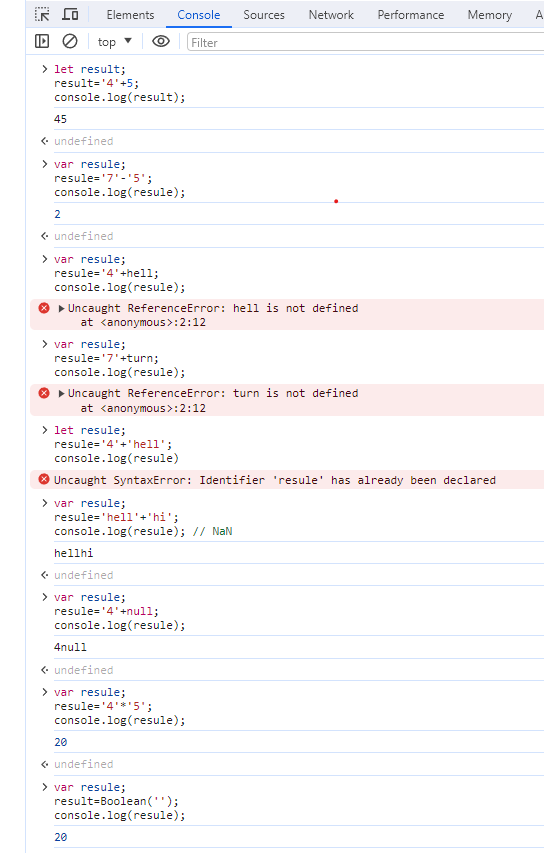 Elements Console Sources Network Performance Memory A
top Filter
let result;
result='4'+5;
console.log(result);
45
undefined
var resule;
resule='7'-'5';
console.log(resule);
2
undefined
var resule;
resule='4'+hell;
console.log(resule);
Uncaught ReferenceError: hell is not defined
at <anonymous>:2:12
var resule;
resule='7'+turn;
console.log(resule);
Uncaught ReferenceError: turn is not defined
at <anonymous>:2:12
let resule;
resule='4'+'hell';
console.log(resule)
Uncaught SyntaxError: Identifier 'resule' has already been declared
var resule;
resule='hell'+'hi';
console.log(resule); // NaN
hellhi
undefined
var resule;
resule='4'+null;
console.log(resule);
4null
undefined
var resule;
resule='4'*'5';
console.log(resule);
20
undefined
var resule;
result=Boolean('');
console.log(resule);
20